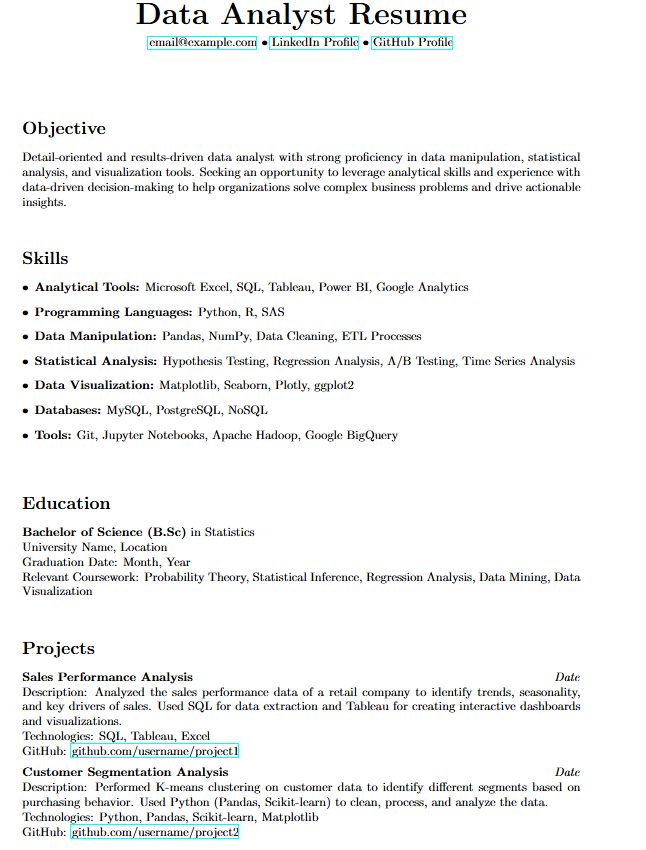 Data Analyst Resume
email@example.com • LinkedIn Profile • GitHub Profile
Objective
Detail-oriented and results-driven data analyst with strong proficiency in data manipulation, statistical
analysis, and visualization tools. Seeking an opportunity to leverage analytical skills and experience with
data-driven decision-making to help organizations solve complex business problems and drive actionable
insights.
Skills
• Analytical Tools: Microsoft Excel, SQL, Tableau, Power BI, Google Analytics
• Programming Languages: Python, R, SAS
• Data Manipulation: Pandas, NumPy, Data Cleaning, ETL Processes
• Statistical Analysis: Hypothesis Testing, Regression Analysis, A/B Testing, Time Series Analysis
• Data Visualization: Matplotlib, Seaborn, Plotly, ggplot2
• Databases: MySQL, PostgreSQL, NoSQL
• Tools: Git, Jupyter Notebooks, Apache Hadoop, Google BigQuery
Education
Bachelor of Science (B.Sc) in Statistics
University Name, Location
Graduation Date: Month, Year
Relevant Coursework: Probability Theory, Statistical Inference, Regression Analysis, Data Mining, Data
Visualization
Projects
Sales Performance Analysis Date
Description: Analyzed the sales performance data of a retail company to identify trends, seasonality,
and key drivers of sales. Used SQL for data extraction and Tableau for creating interactive dashboards
and visualizations.
Technologies: SQL, Tableau, Excel
GitHub: github.com/username/project1
Customer Segmentation Analysis Date
Description: Performed K-means clustering on customer data to identify different segments based on
purchasing behavior. Used Python (Pandas, Scikit-learn) to clean, process, and analyze the data.
Technologies: Python, Pandas, Scikit-learn, Matplotlib
GitHub: github.com/username/project2